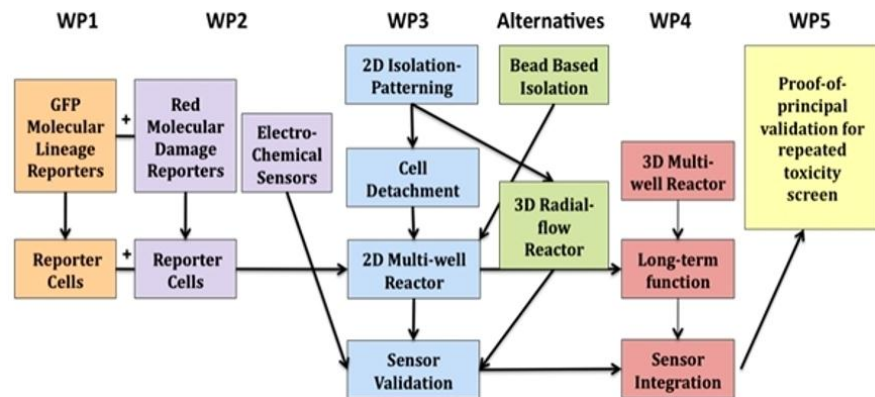 WP1
WP2
WP3
Alternatives
WP4
WP5
GFP
Molecular
Lineage
Reporters
+
Red
Molecular
Damage
Reporters
Electro-
Chemical
Sensors
2D Isolation-
Patterning
Bead Based
Isolation
Cell
Detachment
3D Radial-
flow
Reactor
3D Multi-
well Reactor
Proof-of-
principal
validation for
repeated
toxicity
screen
Reporter
Cells
+
Reporter
Cells
2D Multi-well
Reactor
Long-term
function
Sensor
Validation
Sensor
Integration